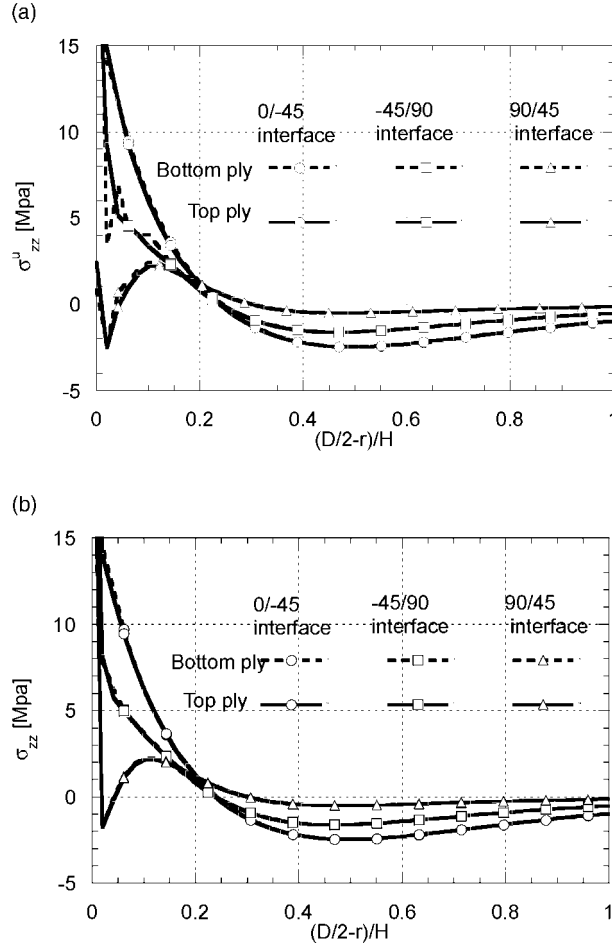 (a)
15
10
5
0
-5
σᵘzz [Mpa]
0/-45 -45/90 90/45
interface interface interface
Bottom ply
Top ply
0 0.2 0.4 0.6 0.8 1
(D/2-r)/H
(b)
15
10
5
0
-5
σzz [Mpa]
0/-45 -45/90 90/45
interface interface interface
Bottom ply
Top ply
0 0.2 0.4 0.6 0.8 1
(D/2-r)/H